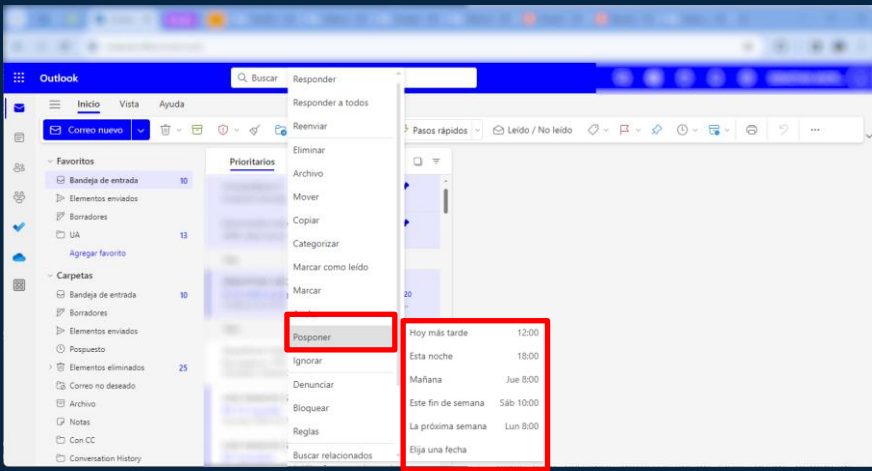 Outlook
Buscar
Inicio Vista Ayuda
Correo nuevo
Pasos rápidos
Leído / No leído
Favoritos
Bandeja de entrada 10
Elementos enviados
Borradores
UA 13
Agregar favorito
Carpetas
Bandeja de entrada 10
Borradores
Elementos enviados
Pospuesto
Elementos eliminados 25
Correo no deseado
Archivo
Notas
Con CC
Conversation History
Prioritarios
20
Responder
Responder a todos
Reenviar
Eliminar
Archivo
Mover
Copiar
Categorizar
Marcar como leído
Marcar
Posponer
Ignorar
Denunciar
Bloquear
Reglas
Buscar relacionados
Hoy más tarde 12:00
Esta noche 18:00
Mañana Jue 8:00
Este fin de semana Sáb 10:00
La próxima semana Lun 8:00
Elija una fecha